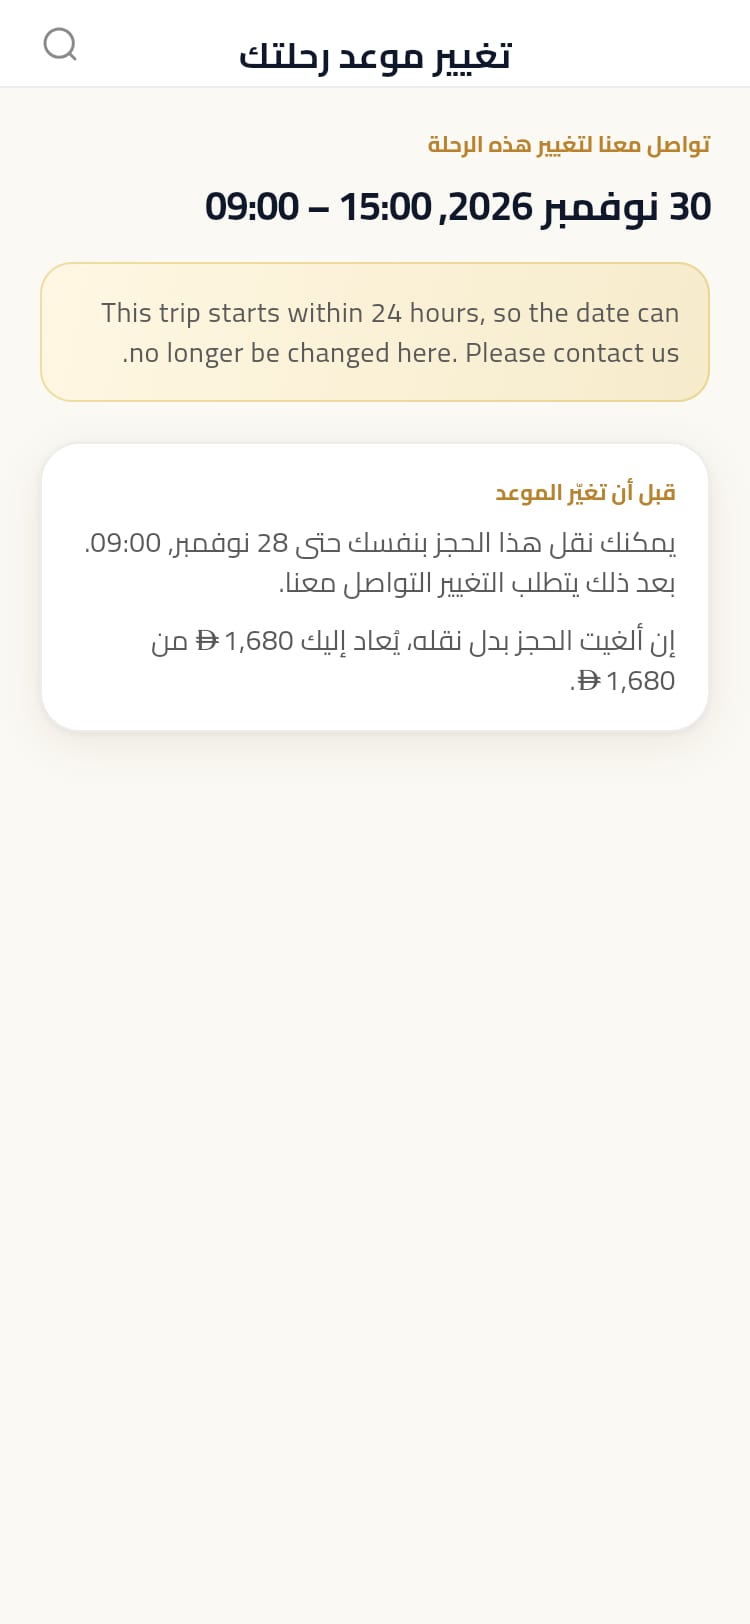 تغيير موعد رحلتك
تواصل معنا لتغيير هذه الرحلة
30 نوفمبر 2026, 15:00 – 09:00
This trip starts within 24 hours, so the date can
no longer be changed here. Please contact us.
قبل أن تغيّر الموعد
يمكنك نقل هذا الحجز بنفسك حتى 28 نوفمبر, 09:00.
بعد ذلك يتطلب التغيير التواصل معنا.
إن ألغيت الحجز بدل نقله، يُعاد إليك 1,680 D من
1,680 D.